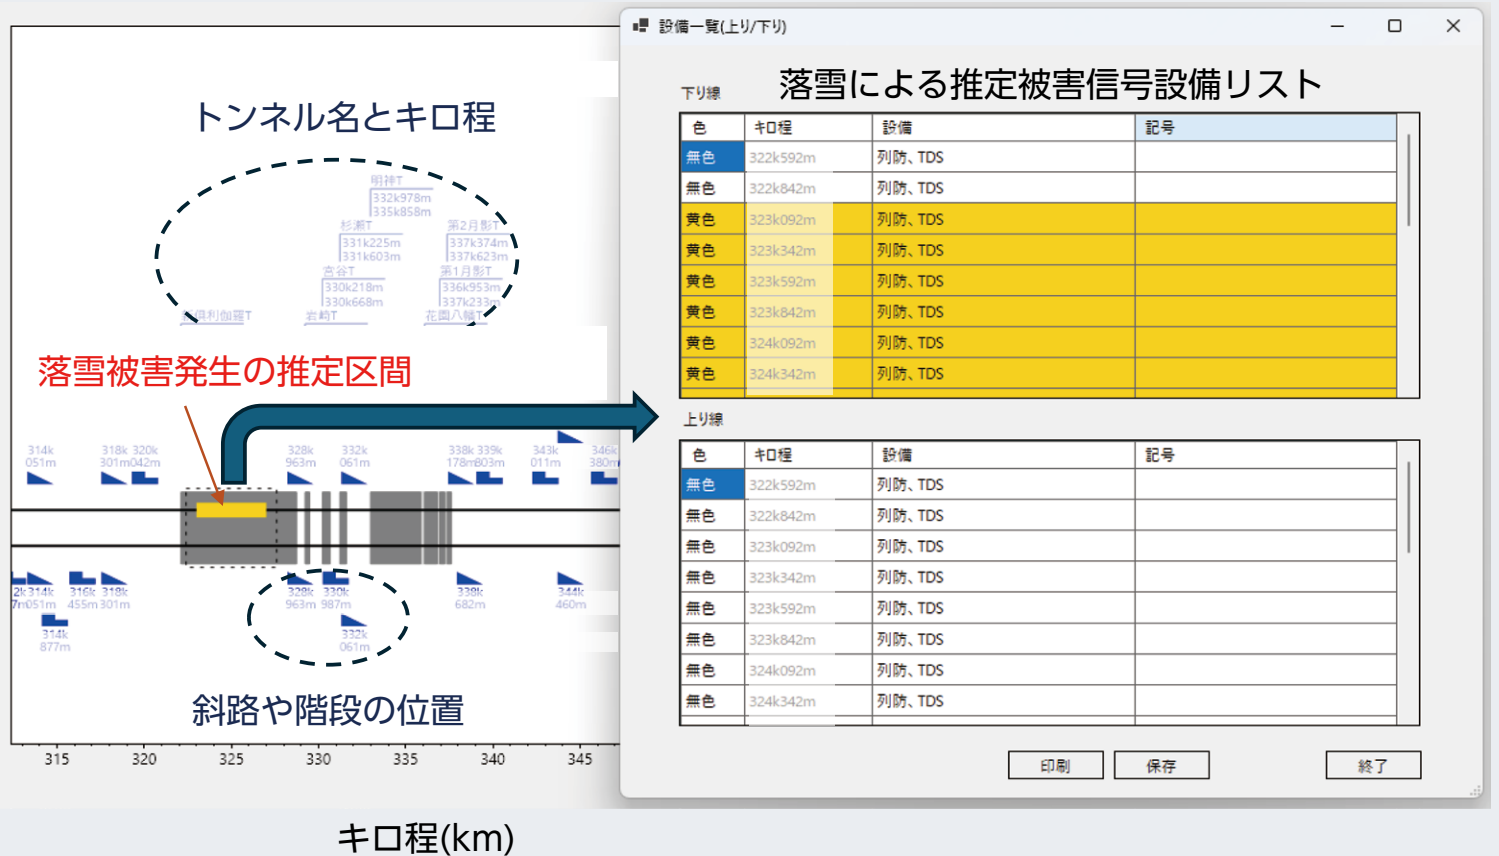 設備一覧(上り/下り)
トンネル名とキロ程
明神T
332k978m
335k858m
杉瀬T
331k225m
331k603m
第2月影T
337k374m
337k623m
宮谷T
330k218m
330k668m
第1月影T
336k953m
337k233m
倶利伽羅T
岩崎T
花園八幡T
落雪被害発生の推定区間
314k 318k 320k 328k 332k 338k 339k 343k 346k
051m 301m 042m 963m 061m 178m 803m 011m 380m
2k 314k 316k 318k 328k 330k 338k 344k
7m 051m 455m 301m 963m 987m 682m 460m
314k 332k
877m 061m
斜路や階段の位置
315 320 325 330 335 340 345
キロ程(km)
落雪による推定被害信号設備リスト
下り線
色 キロ程 設備 記号
無色 322k592m 列防、TDS
無色 322k842m 列防、TDS
黄色 323k092m 列防、TDS
黄色 323k342m 列防、TDS
黄色 323k592m 列防、TDS
黄色 323k842m 列防、TDS
黄色 324k092m 列防、TDS
黄色 324k342m 列防、TDS
上り線
色 キロ程 設備 記号
無色 322k592m 列防、TDS
無色 322k842m 列防、TDS
無色 323k092m 列防、TDS
無色 323k342m 列防、TDS
無色 323k592m 列防、TDS
無色 323k842m 列防、TDS
無色 324k092m 列防、TDS
無色 324k342m 列防、TDS
印刷 保存 終了